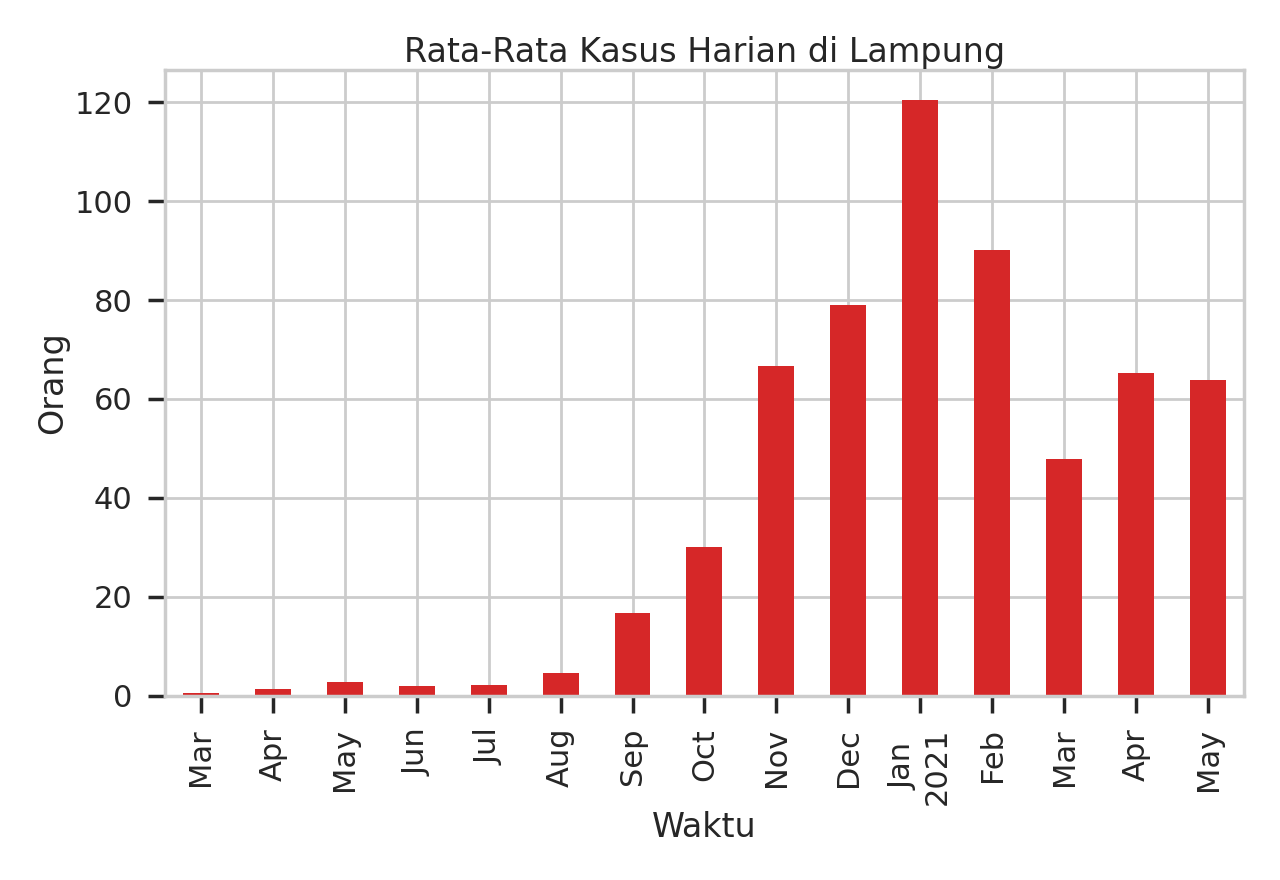 Rata-Rata Kasus Harian di Lampung
120
100
80
60
40
20
0
Orang
Mar
Apr
May
Jun
Jul
Aug
Sep
Oct
Nov
Dec
Jan
2021
Feb
Mar
Apr
May
Waktu